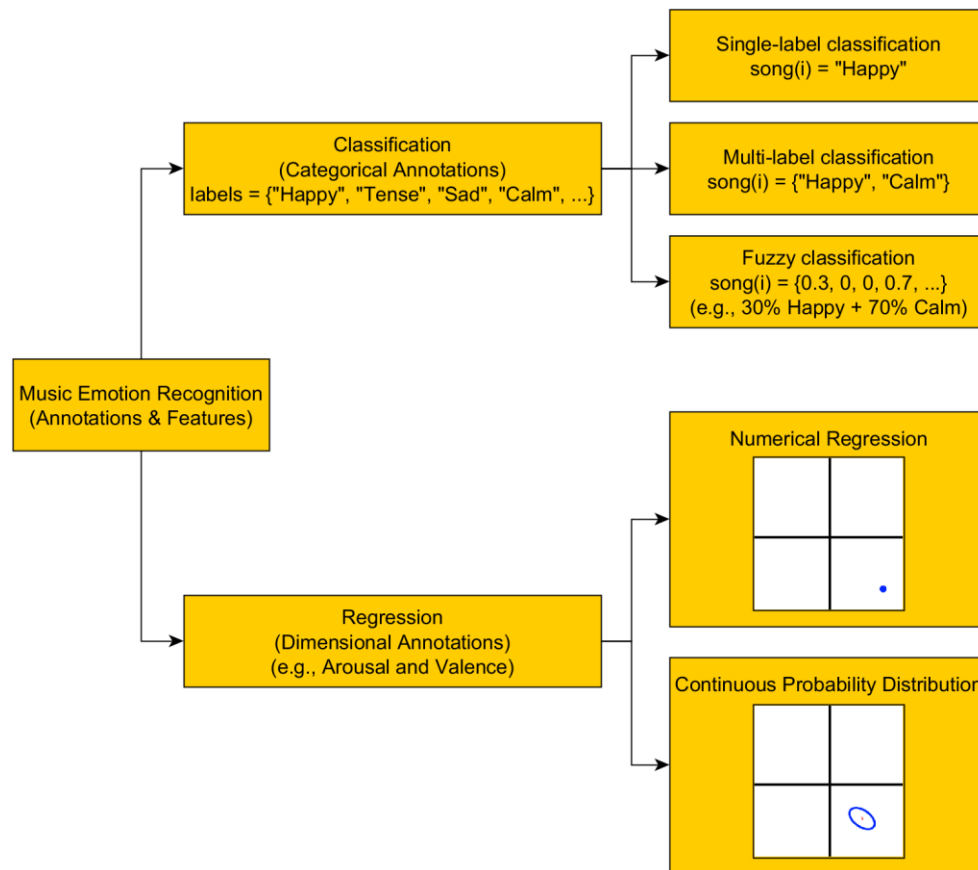 Single-label classification
song(i) = "Happy"
Classification
(Categorical Annotations)
labels = {"Happy", "Tense", "Sad", "Calm", ...}
Multi-label classification
song(i) = {"Happy", "Calm"}
Fuzzy classification
song(i) = {0.3, 0, 0, 0.7, ...}
(e.g., 30% Happy + 70% Calm)
Music Emotion Recognition
(Annotations & Features)
Numerical Regression
Regression
(Dimensional Annotations)
(e.g., Arousal and Valence)
Continuous Probability Distribution